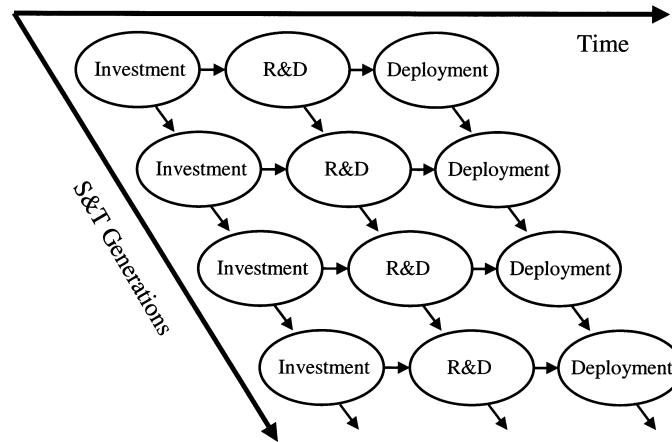 Time
Investment
R&D
Deployment
Investment
R&D
Deployment
S&T Generations
Investment
R&D
Deployment
Investment
R&D
Deployment